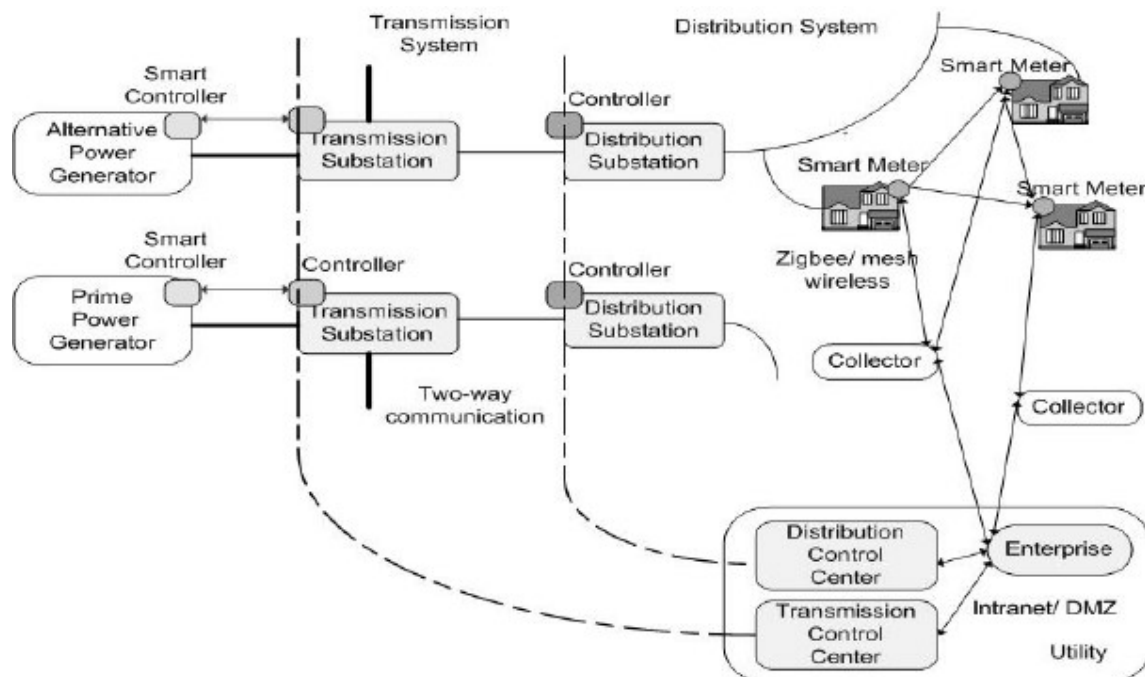 Transmission
System
Distribution System
Smart
Controller
Smart Meter
Controller
Alternative
Power
Generator
Transmission
Substation
Distribution
Substation
Smart Meter
Smart Meter
Smart
Controller
Controller
Controller
Zigbee/ mesh
wireless
Prime
Power
Generator
Transmission
Substation
Distribution
Substation
Collector
Two-way
communication
Collector
Distribution
Control
Center
Enterprise
Transmission
Control
Center
Intranet/ DMZ
Utility